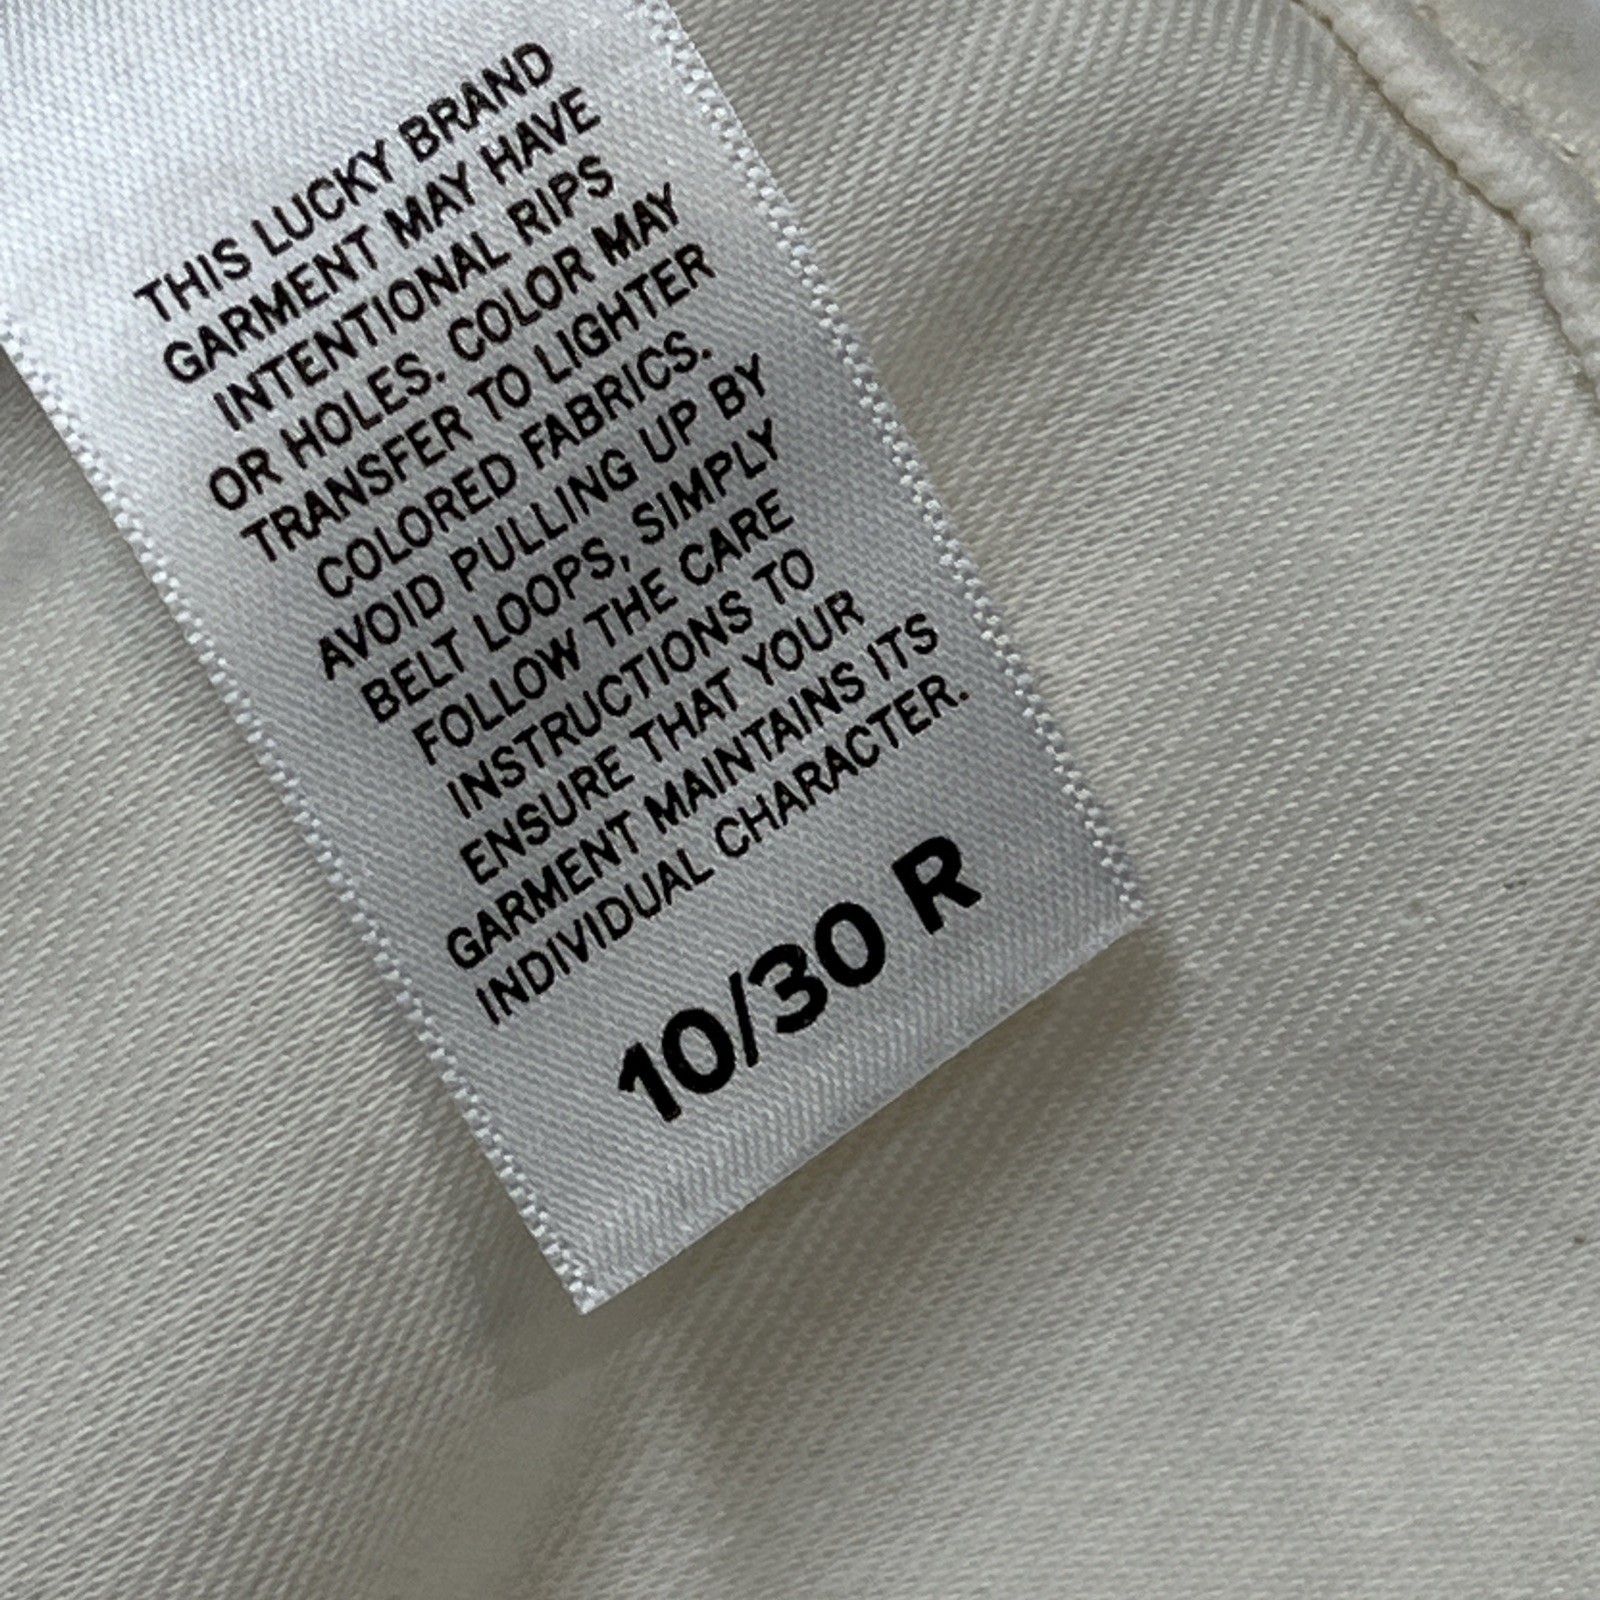 THIS LUCKY BRAND
GARMENT MAY HAVE
INTENTIONAL RIPS
OR HOLES. COLOR MAY
TRANSFER TO LIGHTER
COLORED FABRICS.
AVOID PULLING UP BY
BELT LOOPS, SIMPLY
FOLLOW THE CARE
INSTRUCTIONS TO
ENSURE THAT YOUR
GARMENT MAINTAINS ITS
INDIVIDUAL CHARACTER.
10/30 R